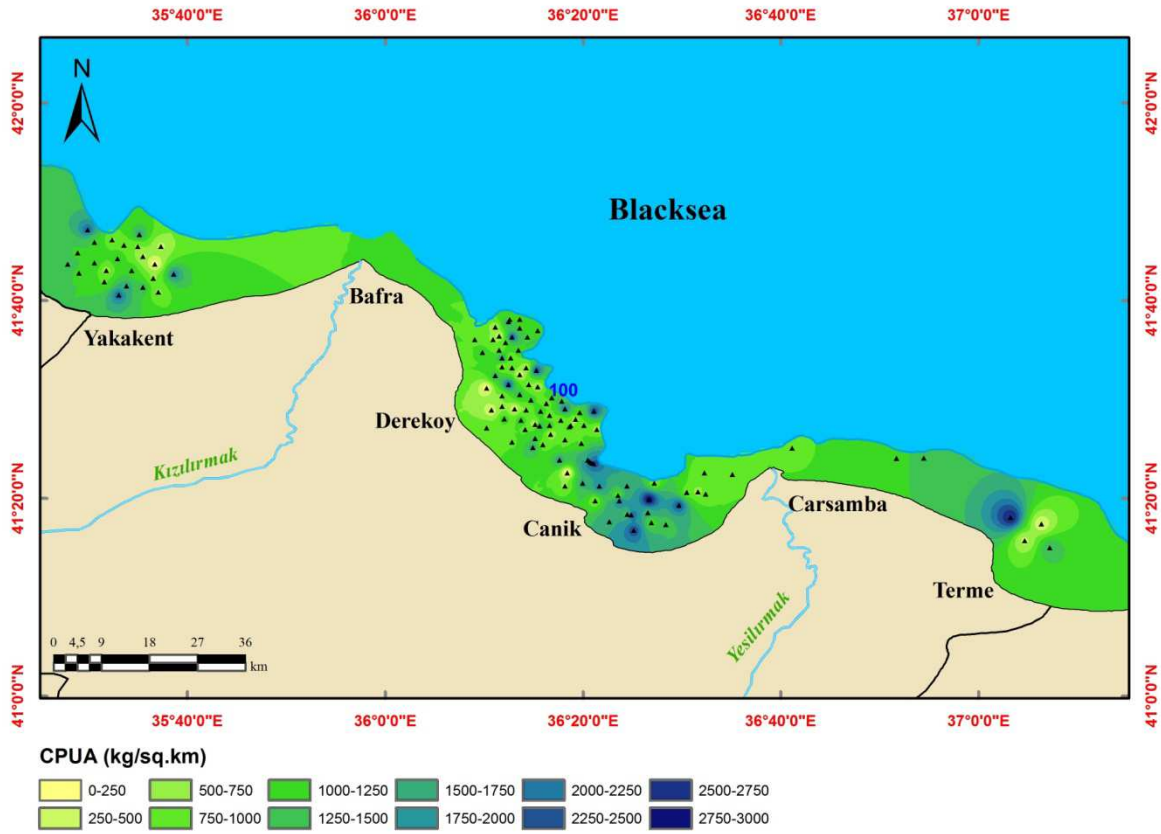 35°40'0"E 36°0'0"E 36°20'0"E 36°40'0"E 37°0'0"E
N
42°0'0"N 42°0'0"N
Blacksea
41°40'0"N 41°40'0"N
Bafra
Yakakent
100
Derekoy
Kızılırmak
41°20'0"N 41°20'0"N
Carsamba
Canik
Terme
Yesilırmak
0 4,5 9 18 27 36
km
41°0'0"N 41°0'0"N
35°40'0"E 36°0'0"E 36°20'0"E 36°40'0"E 37°0'0"E
CPUA (kg/sq.km)
0-250 500-750 1000-1250 1500-1750 2000-2250 2500-2750
250-500 750-1000 1250-1500 1750-2000 2250-2500 2750-3000